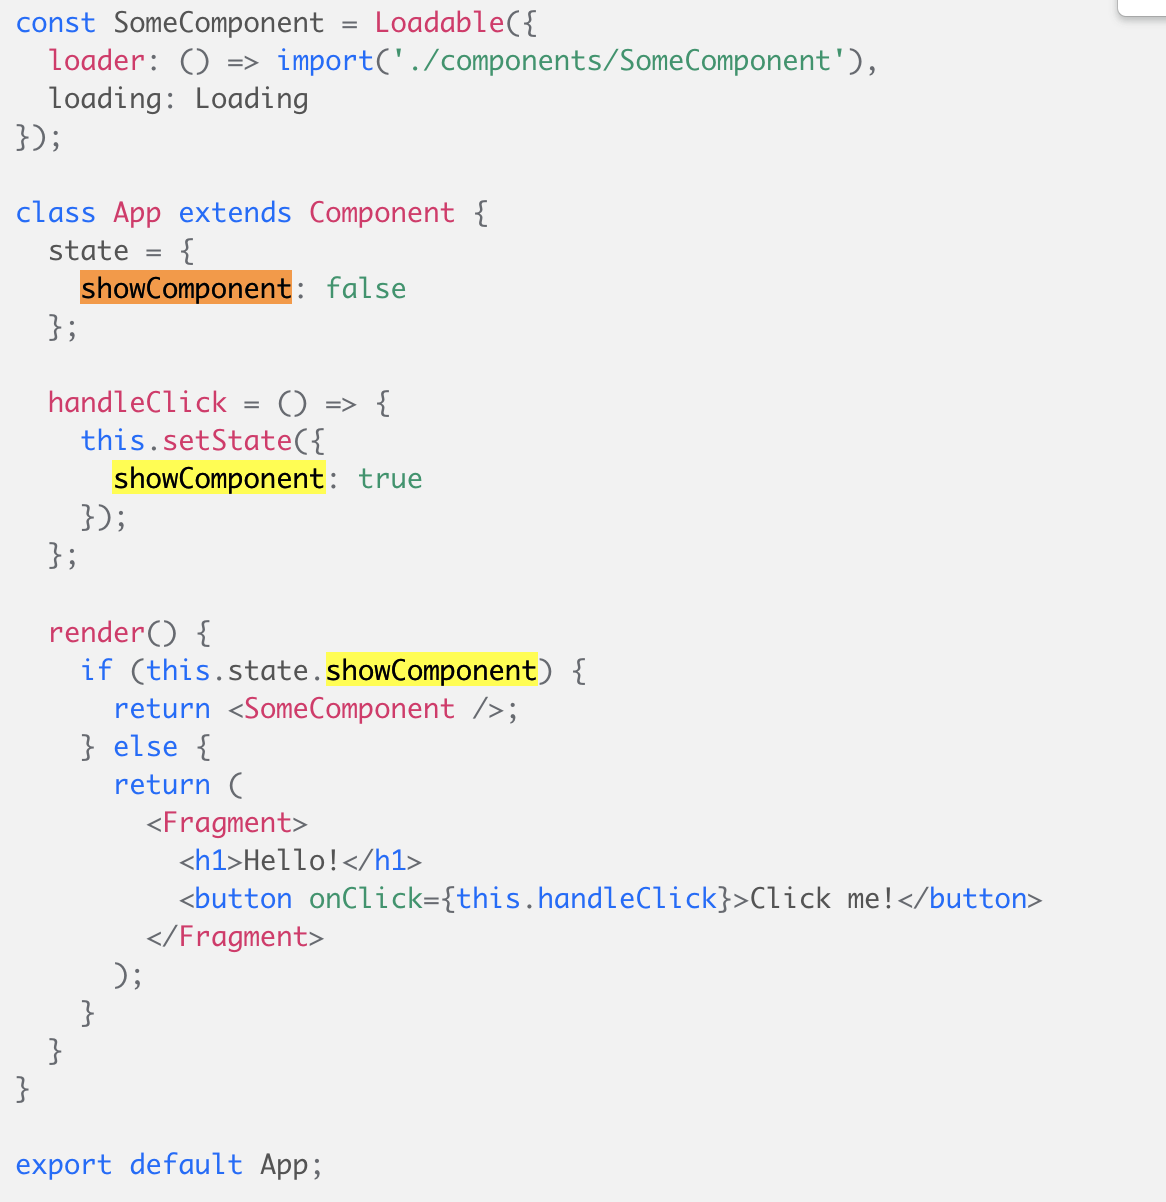 const SomeComponent = Loadable({
  loader: () => import('./components/SomeComponent'),
  loading: Loading
});

class App extends Component {
  state = {
    showComponent: false
  };

  handleClick = () => {
    this.setState({
      showComponent: true
    });
  };

  render() {
    if (this.state.showComponent) {
      return <SomeComponent />;
    } else {
      return (
        <Fragment>
          <h1>Hello!</h1>
          <button onClick={this.handleClick}>Click me!</button>
        </Fragment>
      );
    }
  }
}

export default App;